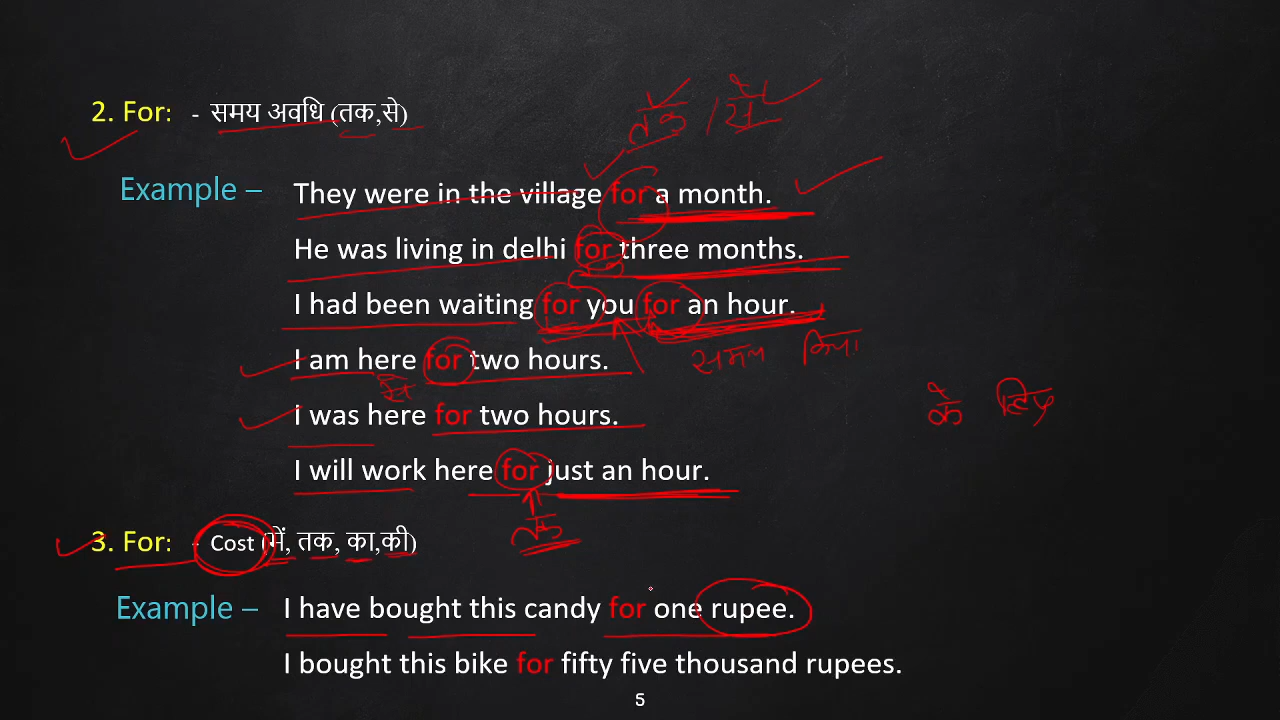 2. For: - समय अवधि (तक,से)
तक / से
Example – They were in the village for a month.
He was living in delhi for three months.
I had been waiting for you for an hour.
I am here for two hours.
से
समय
के लिए
I was here for two hours.
I will work here for just an hour.
तक
3. For: - Cost (में, तक, का,की)
Example – I have bought this candy for one rupee.
I bought this bike for fifty five thousand rupees.
5